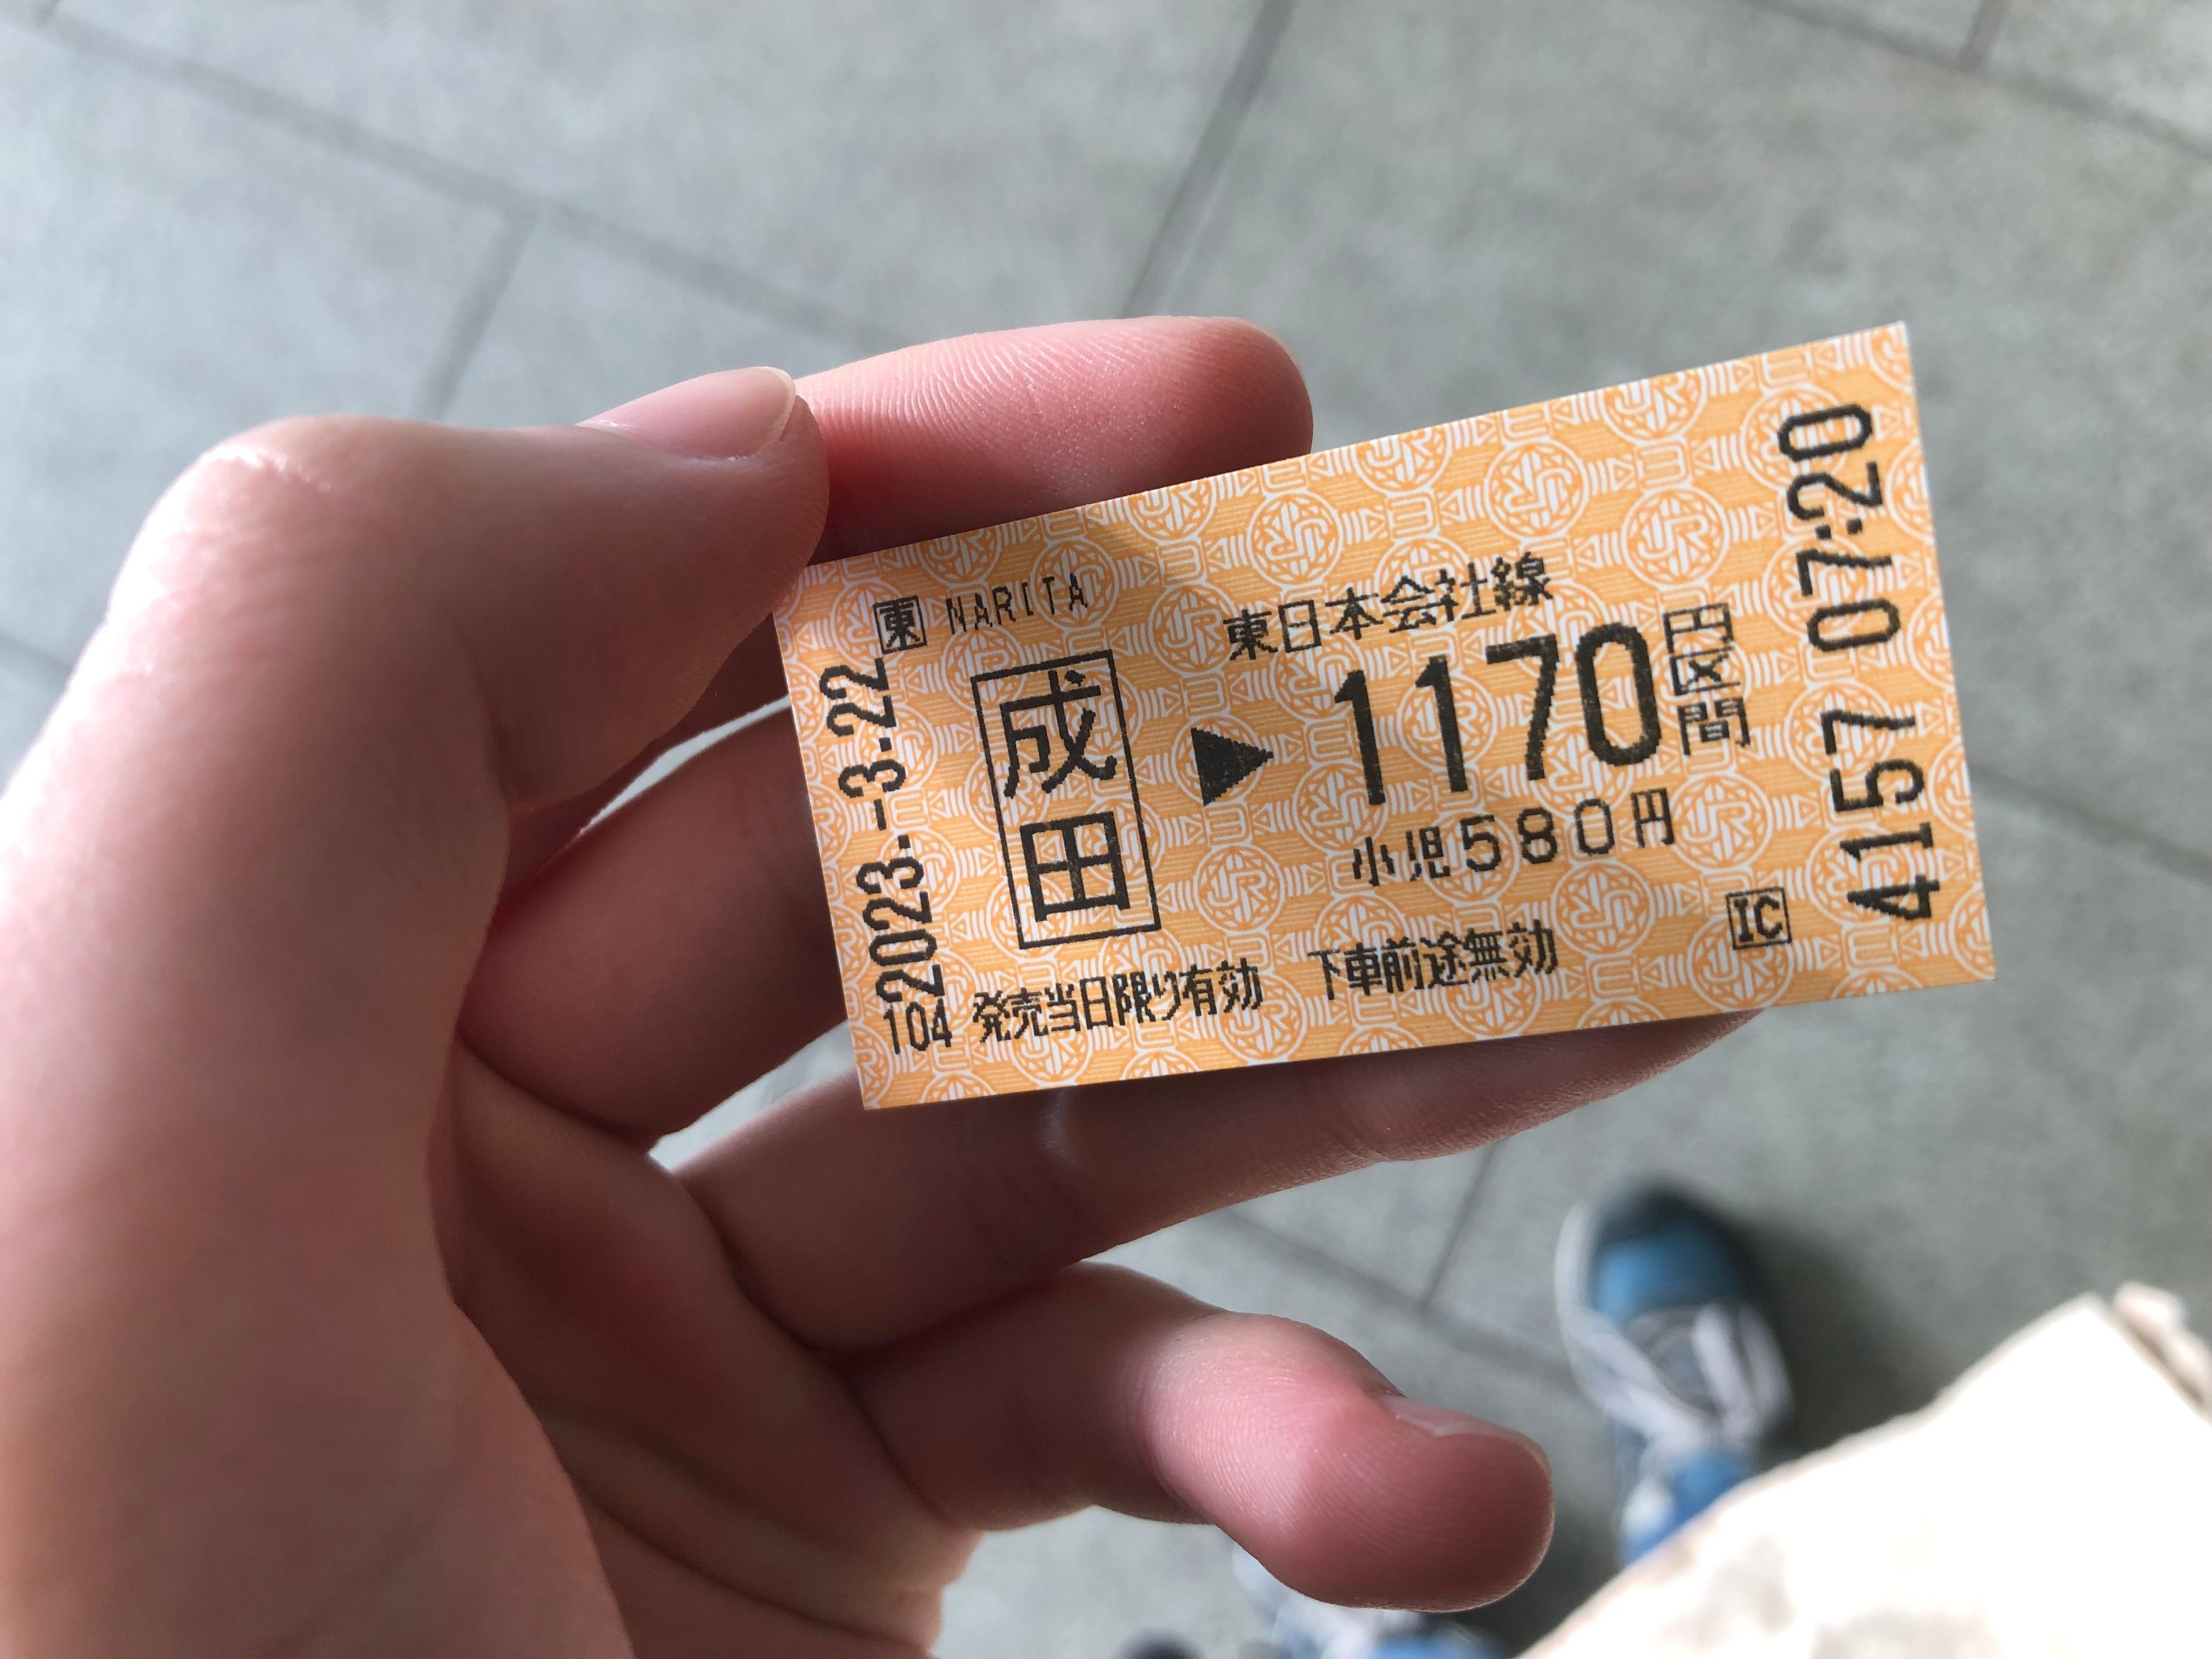 東 NARITA
成田
▶
東日本会社線
1170円区間
小児580円
IC
104 発売当日限り有効 下車前途無効
2023.-3.22
4157 07:20